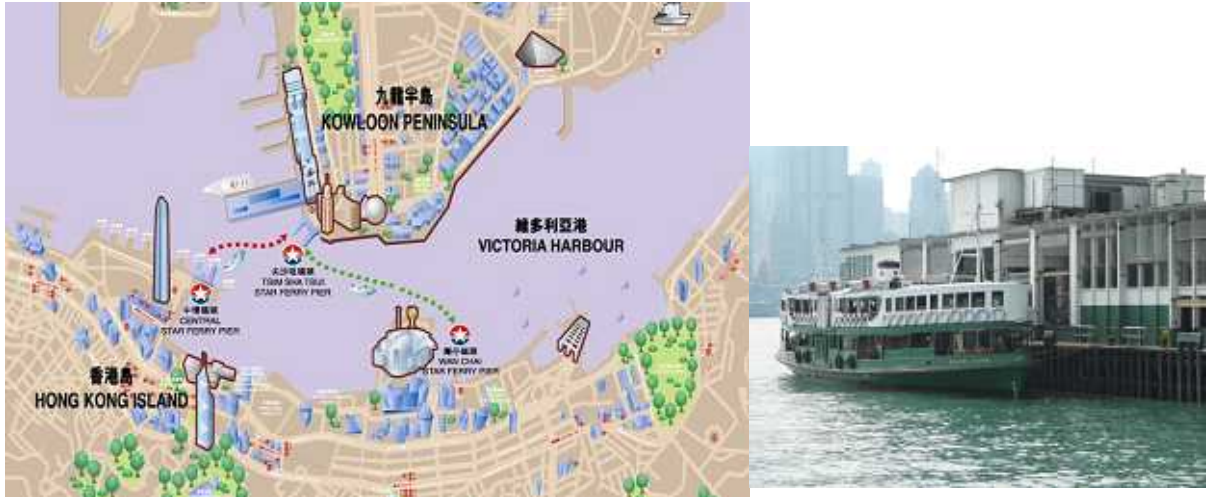 九龍半島
KOWLOON PENINSULA
維多利亞港
VICTORIA HARBOUR
尖沙咀碼頭
TSIM SHA TSUI
STAR FERRY PIER
中環碼頭
CENTRAL
STAR FERRY PIER
灣仔碼頭
WAN CHAI
STAR FERRY PIER
香港島
HONG KONG ISLAND